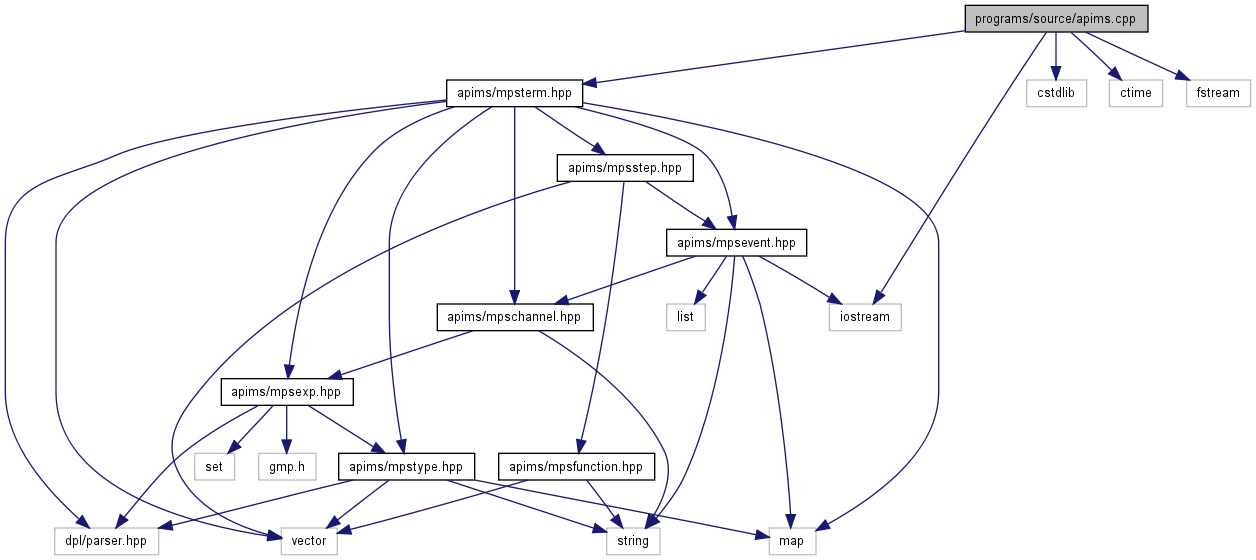 programs/source/apims.cpp
apims/mpsterm.hpp
cstdlib
ctime
fstream
apims/mpsstep.hpp
apims/mpsevent.hpp
apims/mpschannel.hpp
list
iostream
apims/mpsexp.hpp
set
gmp.h
apims/mpstype.hpp
apims/mpsfunction.hpp
dpl/parser.hpp
vector
string
map